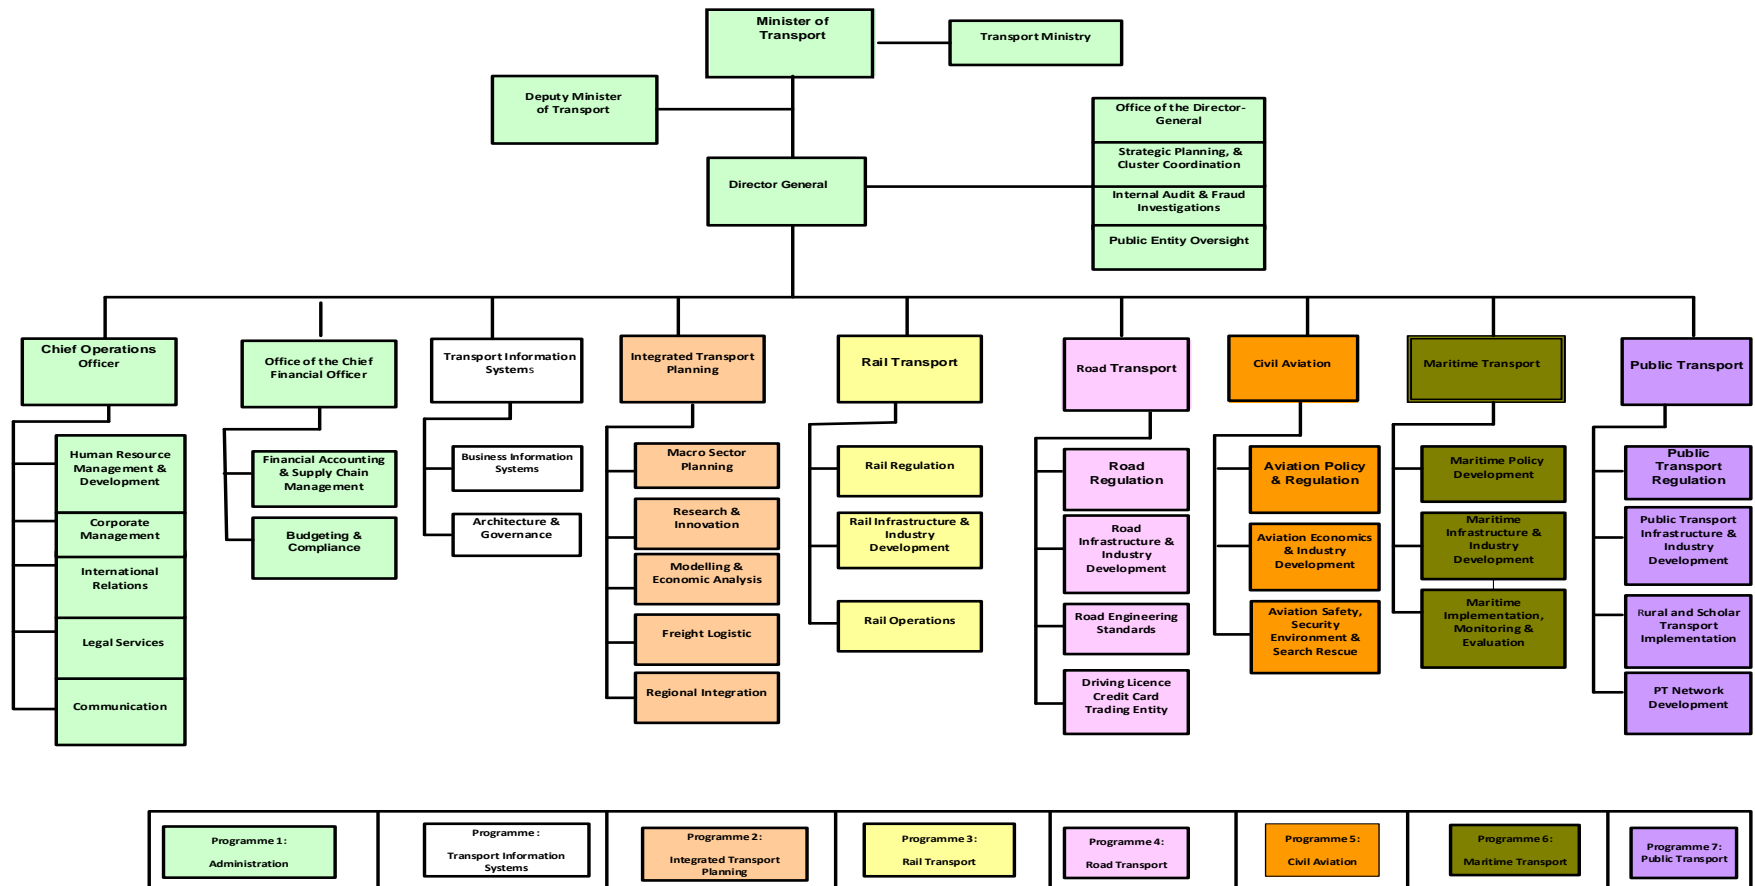 Minister of
Transport
Transport Ministry
Deputy Minister
of Transport
Office of the Director-
General
Strategic Planning, &
Cluster Coordination
Internal Audit & Fraud
Investigations
Public Entity Oversight
Director General
Chief Operations
Officer
Human Resource
Management &
Development
Corporate
Management
International
Relations
Legal Services
Communication
Office of the Chief
Financial Officer
Financial Accounting
& Supply Chain
Management
Budgeting &
Compliance
Transport Information
Systems
Business Information
Systems
Architecture &
Governance
Integrated Transport
Planning
Macro Sector
Planning
Research &
Innovation
Modelling &
Economic Analysis
Freight Logistic
Regional Integration
Rail Transport
Rail Regulation
Rail Infrastructure &
Industry
Development
Rail Operations
Road Transport
Road
Regulation
Road
Infrastructure &
Industry
Development
Road Engineering
Standards
Driving Licence
Credit Card
Trading Entity
Civil Aviation
Aviation Policy
& Regulation
Aviation Economics
& Industry
Development
Aviation Safety,
Security
Environment &
Search Rescue
Maritime Transport
Maritime Policy
Development
Maritime
Infrastructure &
Industry
Development
Maritime
Implementation,
Monitoring &
Evaluation
Public Transport
Public
Transport
Regulation
Public Transport
Infrastructure &
Industry
Development
Rural and Scholar
Transport
Implementation
PT Network
Development
Programme 1:
Administration
Programme :
Transport Information
Systems
Programme 2:
Integrated Transport
Planning
Programme 3:
Rail Transport
Programme 4:
Road Transport
Programme 5:
Civil Aviation
Programme 6:
Maritime Transport
Programme 7:
Public Transport